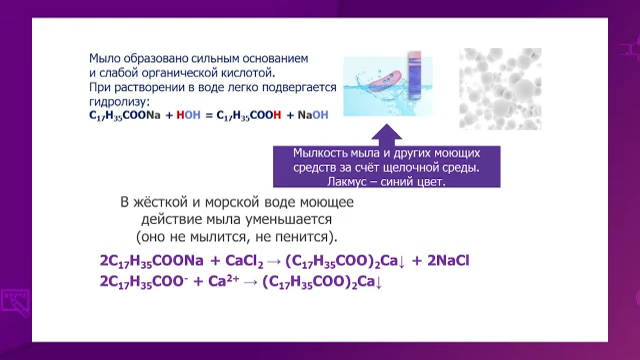 Мыло образовано сильным основанием
и слабой органической кислотой.
При растворении в воде легко подвергается
гидролизу:
C₁₇H₃₅COONa + HOH = C₁₇H₃₅COOH + NaOH
Мылкость мыла и других моющих
средств за счёт щелочной среды.
Лакмус – синий цвет.
В жёсткой и морской воде моющее
действие мыла уменьшается
(оно не мылится, не пенится).
2C₁₇H₃₅COONa + CaCl₂ → (C₁₇H₃₅COO)₂Ca↓ + 2NaCl
2C₁₇H₃₅COO⁻ + Ca²⁺ → (C₁₇H₃₅COO)₂Ca↓